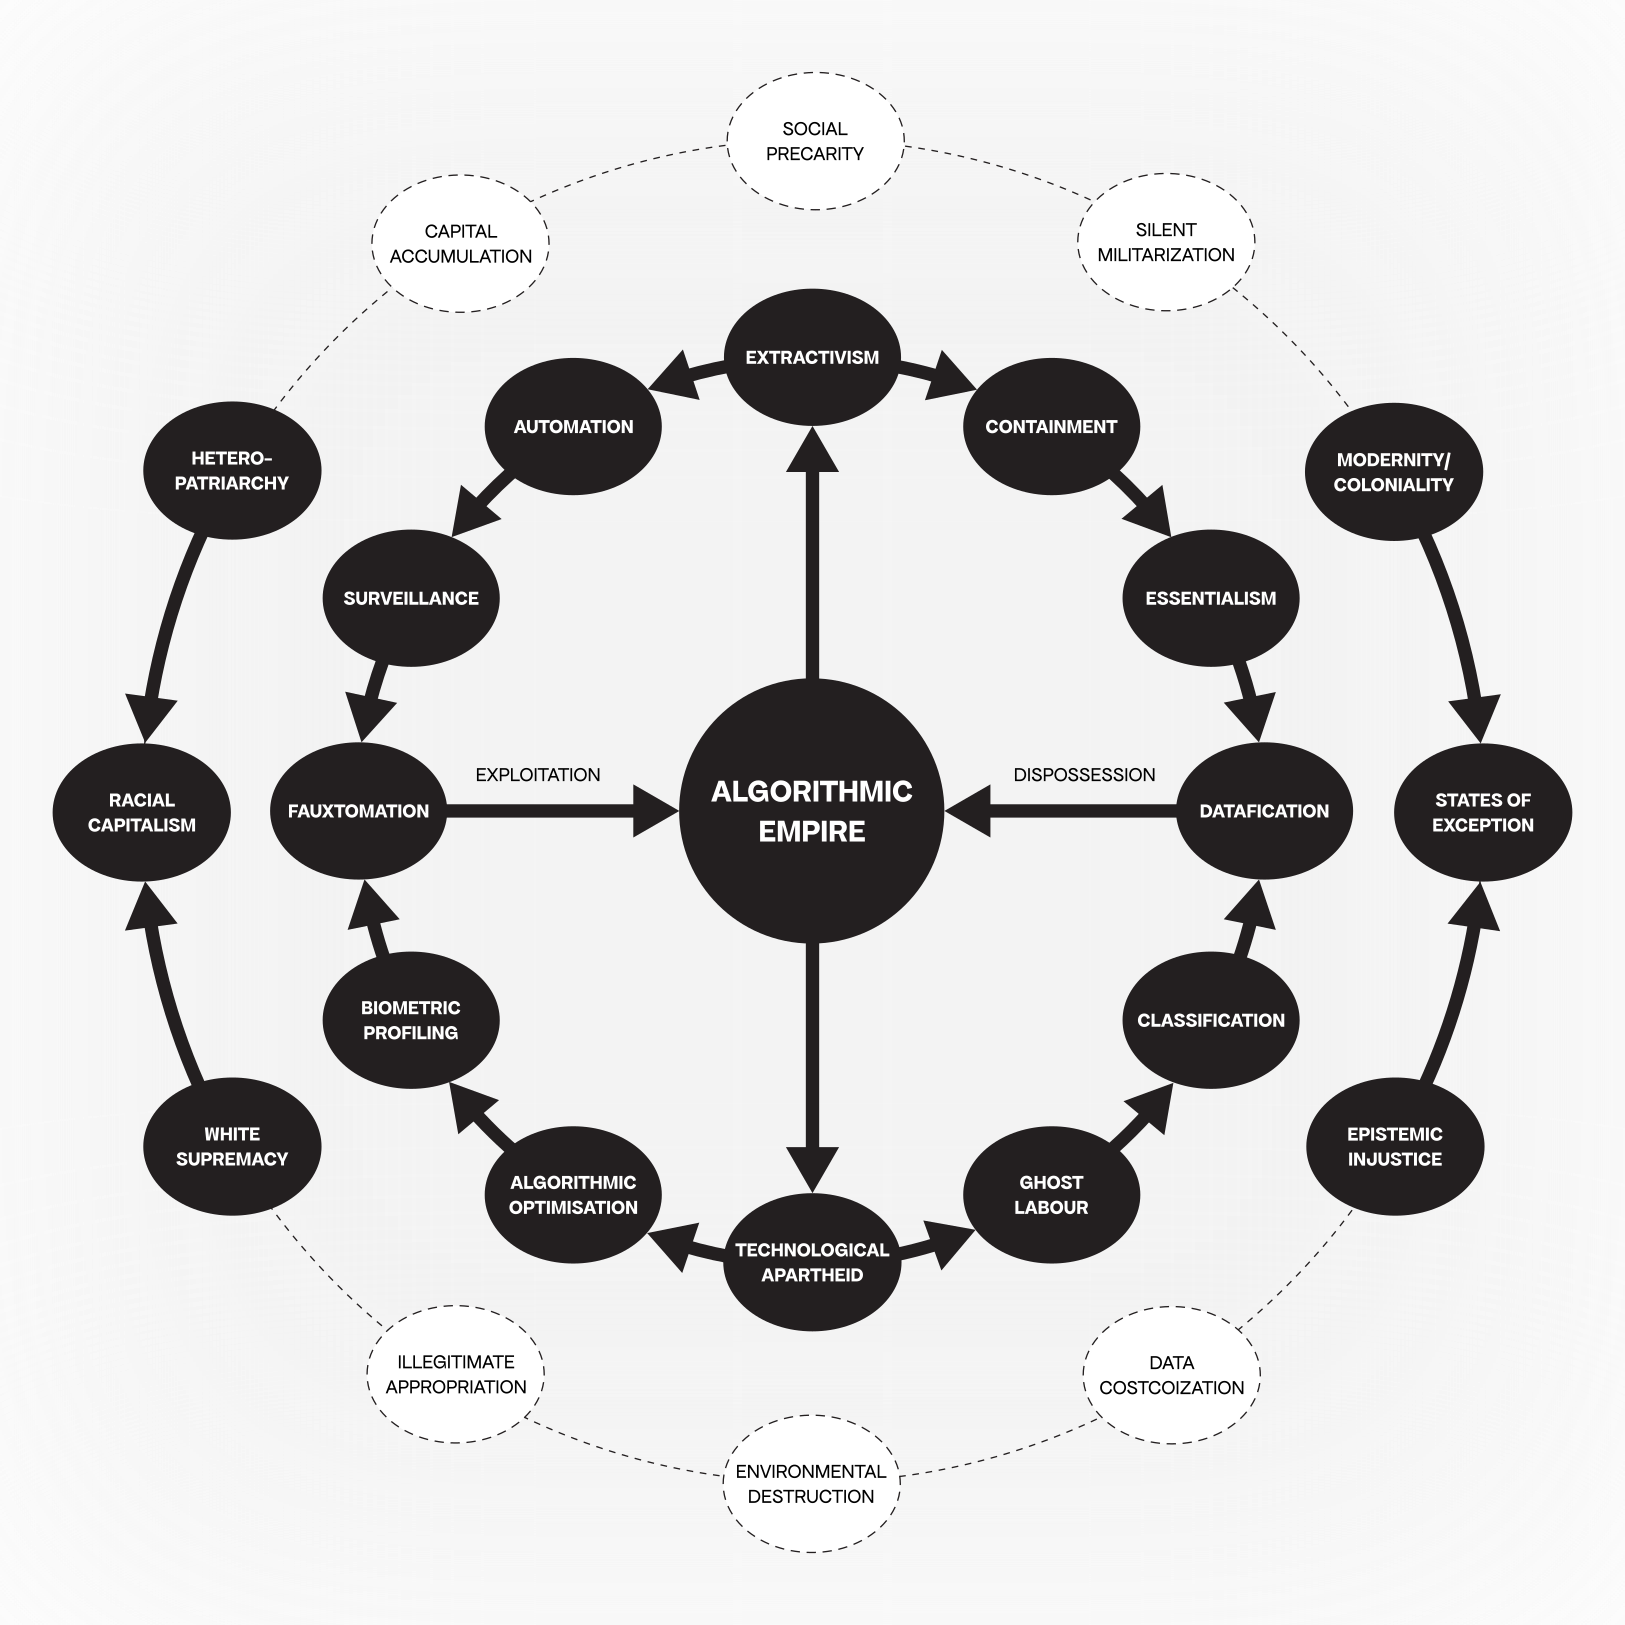 SOCIAL
PRECARITY
SILENT
MILITARIZATION
CAPITAL
ACCUMULATION
EXTRACTIVISM
AUTOMATION
CONTAINMENT
HETERO-
PATRIARCHY
MODERNITY/
COLONIALITY
SURVEILLANCE
ESSENTIALISM
EXPLOITATION
DISPOSSESSION
RACIAL
CAPITALISM
FAUXTOMATION
ALGORITHMIC
EMPIRE
DATAFICATION
STATES OF
EXCEPTION
BIOMETRIC
PROFILING
CLASSIFICATION
WHITE
SUPREMACY
EPISTEMIC
INJUSTICE
ALGORITHMIC
OPTIMISATION
GHOST
LABOUR
TECHNOLOGICAL
APARTHEID
ILLEGITIMATE
APPROPRIATION
DATA
COSTCOIZATION
ENVIRONMENTAL
DESTRUCTION